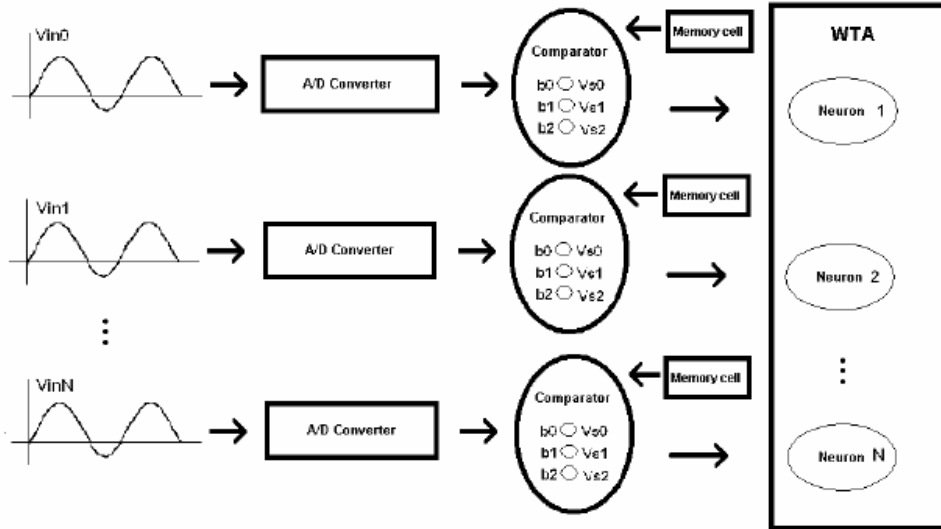 Vin0
A/D Converter
Comparator
b0 Vs0
b1 Vs1
b2 Vs2
Memory cell
WTA
Neuron 1
Vin1
A/D Converter
Comparator
b0 Vs0
b1 Vs1
b2 Vs2
Memory cell
Neuron 2
VinN
A/D Converter
Comparator
b0 Vs0
b1 Vs1
b2 Vs2
Memory cell
Neuron N